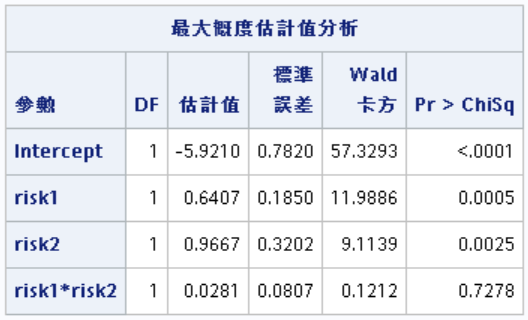 最大概度估計值分析
參數 DF 估計值 標準誤差 Wald 卡方 Pr > ChiSq
Intercept 1 -5.9210 0.7820 57.3293 <.0001
risk1 1 0.6407 0.1850 11.9886 0.0005
risk2 1 0.9667 0.3202 9.1139 0.0025
risk1*risk2 1 0.0281 0.0807 0.1212 0.7278